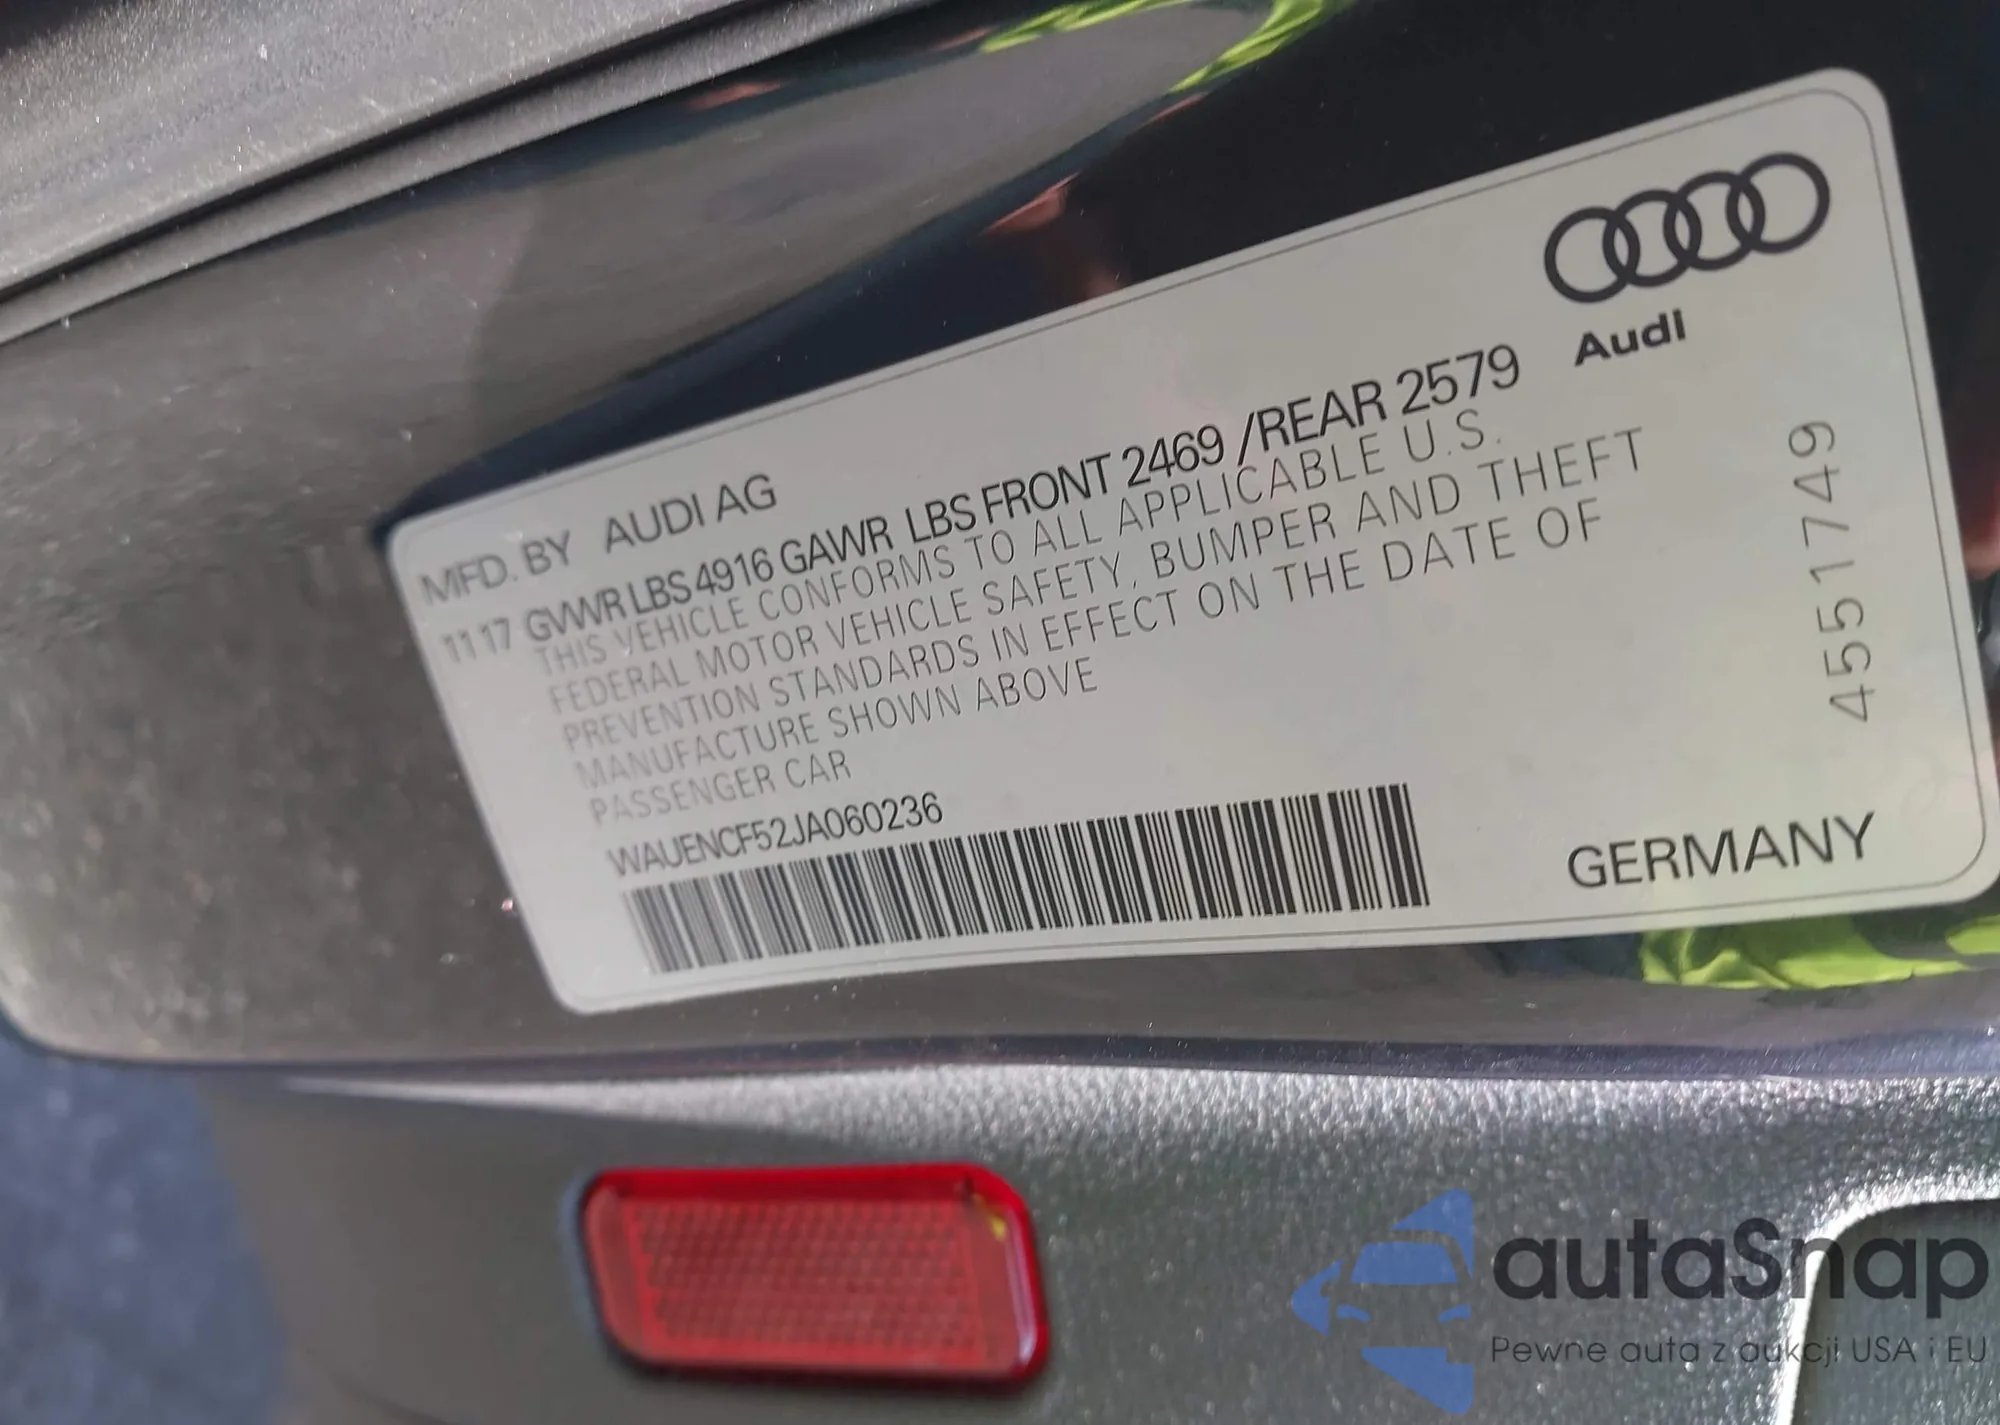 Audi
MFD. BY AUDI AG
11 17 GVWR LBS 4916 GAWR LBS FRONT 2469 /REAR 2579
THIS VEHICLE CONFORMS TO ALL APPLICABLE U.S.
FEDERAL MOTOR VEHICLE SAFETY, BUMPER AND THEFT
PREVENTION STANDARDS IN EFFECT ON THE DATE OF
MANUFACTURE SHOWN ABOVE
PASSENGER CAR
WAUENCF52JA060236
GERMANY
4551749
autaSnap
Pewne auta z aukcji USA i EU